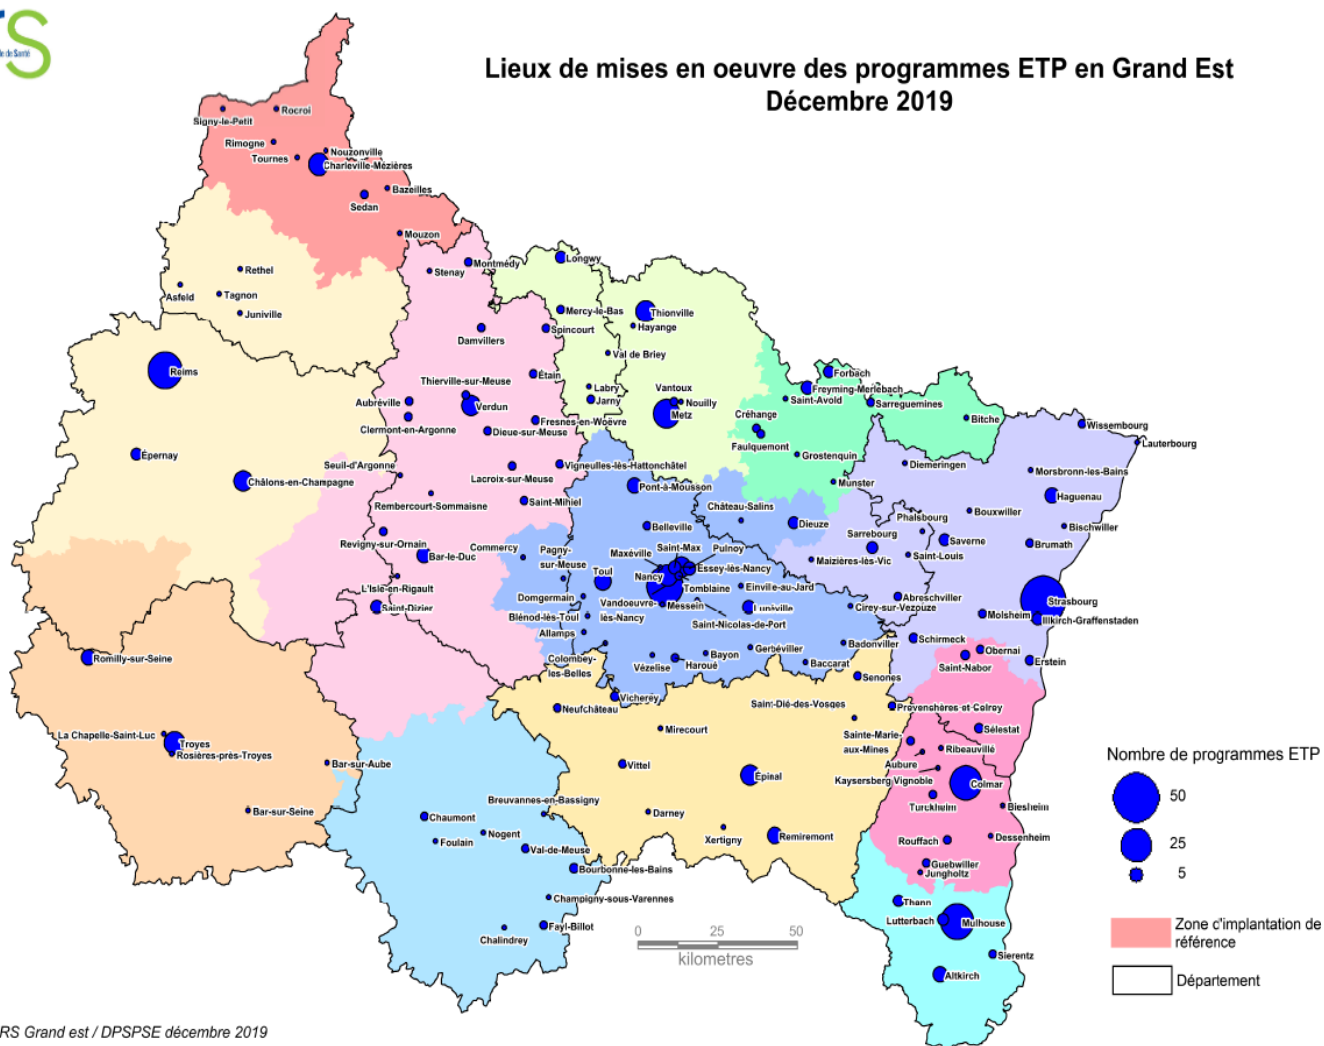 S
le de Santé
Lieux de mises en oeuvre des programmes ETP en Grand Est
Décembre 2019
Signy-le-Petit
Rocroi
Rimogne
Tournes
Nouzonville
Charleville-Mézières
Bazeilles
Sedan
Mouzon
Rethel
Asfeld
Tagnon
Juniville
Stenay
Montmédy
Longwy
Mercy-le-Bas
Spincourt
Damvillers
Thionville
Hayange
Val de Briey
Reims
Thierville-sur-Meuse
Étain
Labry
Jarny
Vantoux
Nouilly
Metz
Aubréville
Verdun
Clermont-en-Argonne
Dieue-sur-Meuse
Fresnes-en-Woëvre
Forbach
Freyming-Merlebach
Saint-Avold
Sarreguemines
Créhange
Faulquemont
Bitche
Wissembourg
Lauterbourg
Grostenquin
Diemeringen
Morsbronn-les-Bains
Munster
Haguenau
Épernay
Châlons-en-Champagne
Seuil-d'Argonne
Lacroix-sur-Meuse
Vigneulles-lès-Hattonchâtel
Rembercourt-Sommaisne
Saint-Mihiel
Pont-à-Mousson
Château-Salins
Belleville
Dieuze
Phalsbourg
Bouxwiller
Bischwiller
Revigny-sur-Ornain
Bar-le-Duc
Commercy
Pagny-
sur-Meuse
Maxéville
Saint-Max
Pulnoy
Sarrebourg
Saverne
Brumath
L'Isle-en-Rigault
Saint-Dizier
Toul
Nancy
Essey-lès-Nancy
Tomblaine
Maizières-lès-Vic
Saint-Louis
Domgermain
Vandoeuvre-
lès-Nancy
Messein
Einville-au-Jard
Lunéville
Abreschviller
Strasbourg
Blénod-lès-Toul
Saint-Nicolas-de-Port
Cirey-sur-Vezouze
Molsheim
Illkirch-Graffenstaden
Allamps
Colombey-
les-Belles
Vézelise
Haroué
Bayon
Gerbéviller
Badonviller
Baccarat
Schirmeck
Obernai
Saint-Nabor
Erstein
Romilly-sur-Seine
Senones
Vicherey
Neufchâteau
Saint-Dié-des-Vosges
Provenchères-et-Colroy
Mirecourt
Sainte-Marie-
aux-Mines
Sélestat
Ribeauvillé
La Chapelle-Saint-Luc
Troyes
Rosières-près-Troyes
Bar-sur-Aube
Vittel
Épinal
Aubure
Kaysersberg Vignoble
Colmar
Turckheim
Biesheim
Bar-sur-Seine
Breuvannes-en-Bassigny
Chaumont
Foulain
Nogent
Val-de-Meuse
Darney
Xertigny
Remiremont
Rouffach
Dessenheim
Bourbonne-les-Bains
Guebwiller
Jungholtz
Champigny-sous-Varennes
Fayl-Billot
Chalindrey
Thann
Lutterbach
Mulhouse
Sierentz
Altkirch
0 25 50
kilometres
Nombre de programmes ETP
50
25
5
Zone d'implantation de
référence
Département
RS Grand est / DPSPSE décembre 2019